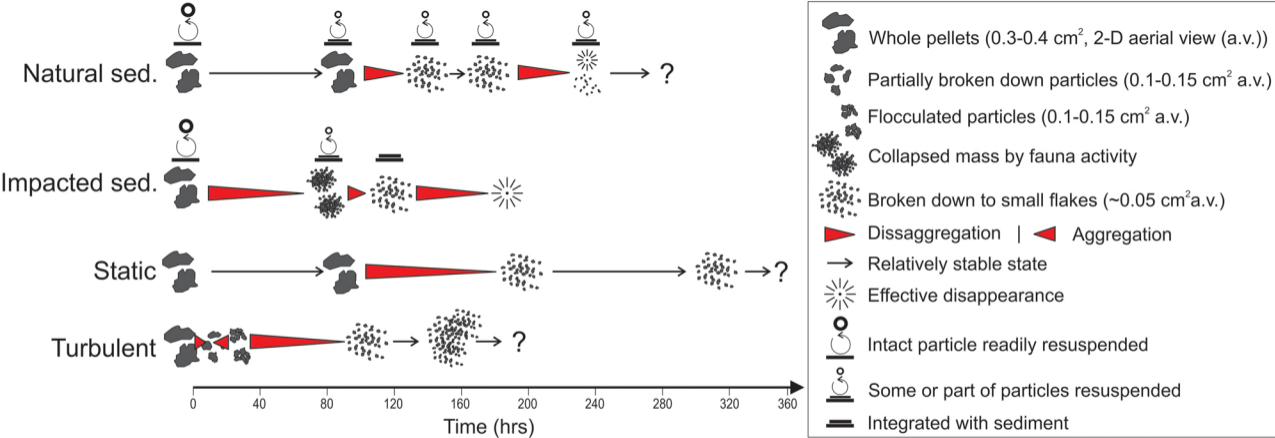 Natural sed.
?
Impacted sed.
Static
?
Turbulent
?
0 40 80 120 160 200 240 280 320 360
Time (hrs)
Whole pellets (0.3-0.4 cm², 2-D aerial view (a.v.))
Partially broken down particles (0.1-0.15 cm² a.v.)
Flocculated particles (0.1-0.15 cm² a.v.)
Collapsed mass by fauna activity
Broken down to small flakes (~0.05 cm²a.v.)
Dissaggregation | Aggregation
Relatively stable state
Effective disappearance
Intact particle readily resuspended
Some or part of particles resuspended
Integrated with sediment